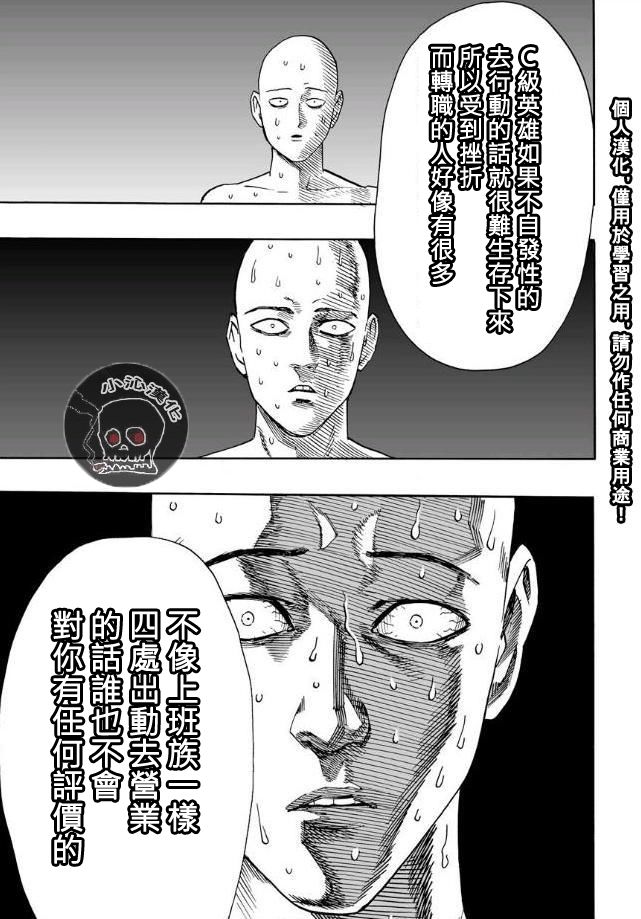 C級英雄如果不自發性的
去行動的話就很難生存下來
所以受到挫折
而轉職的人好像有很多
個人漢化，僅用於學習之用，請勿作任何商業用途！
小沁漢化
不像上班族一樣
四處出動去營業
的話誰也不會
對你有任何評價的